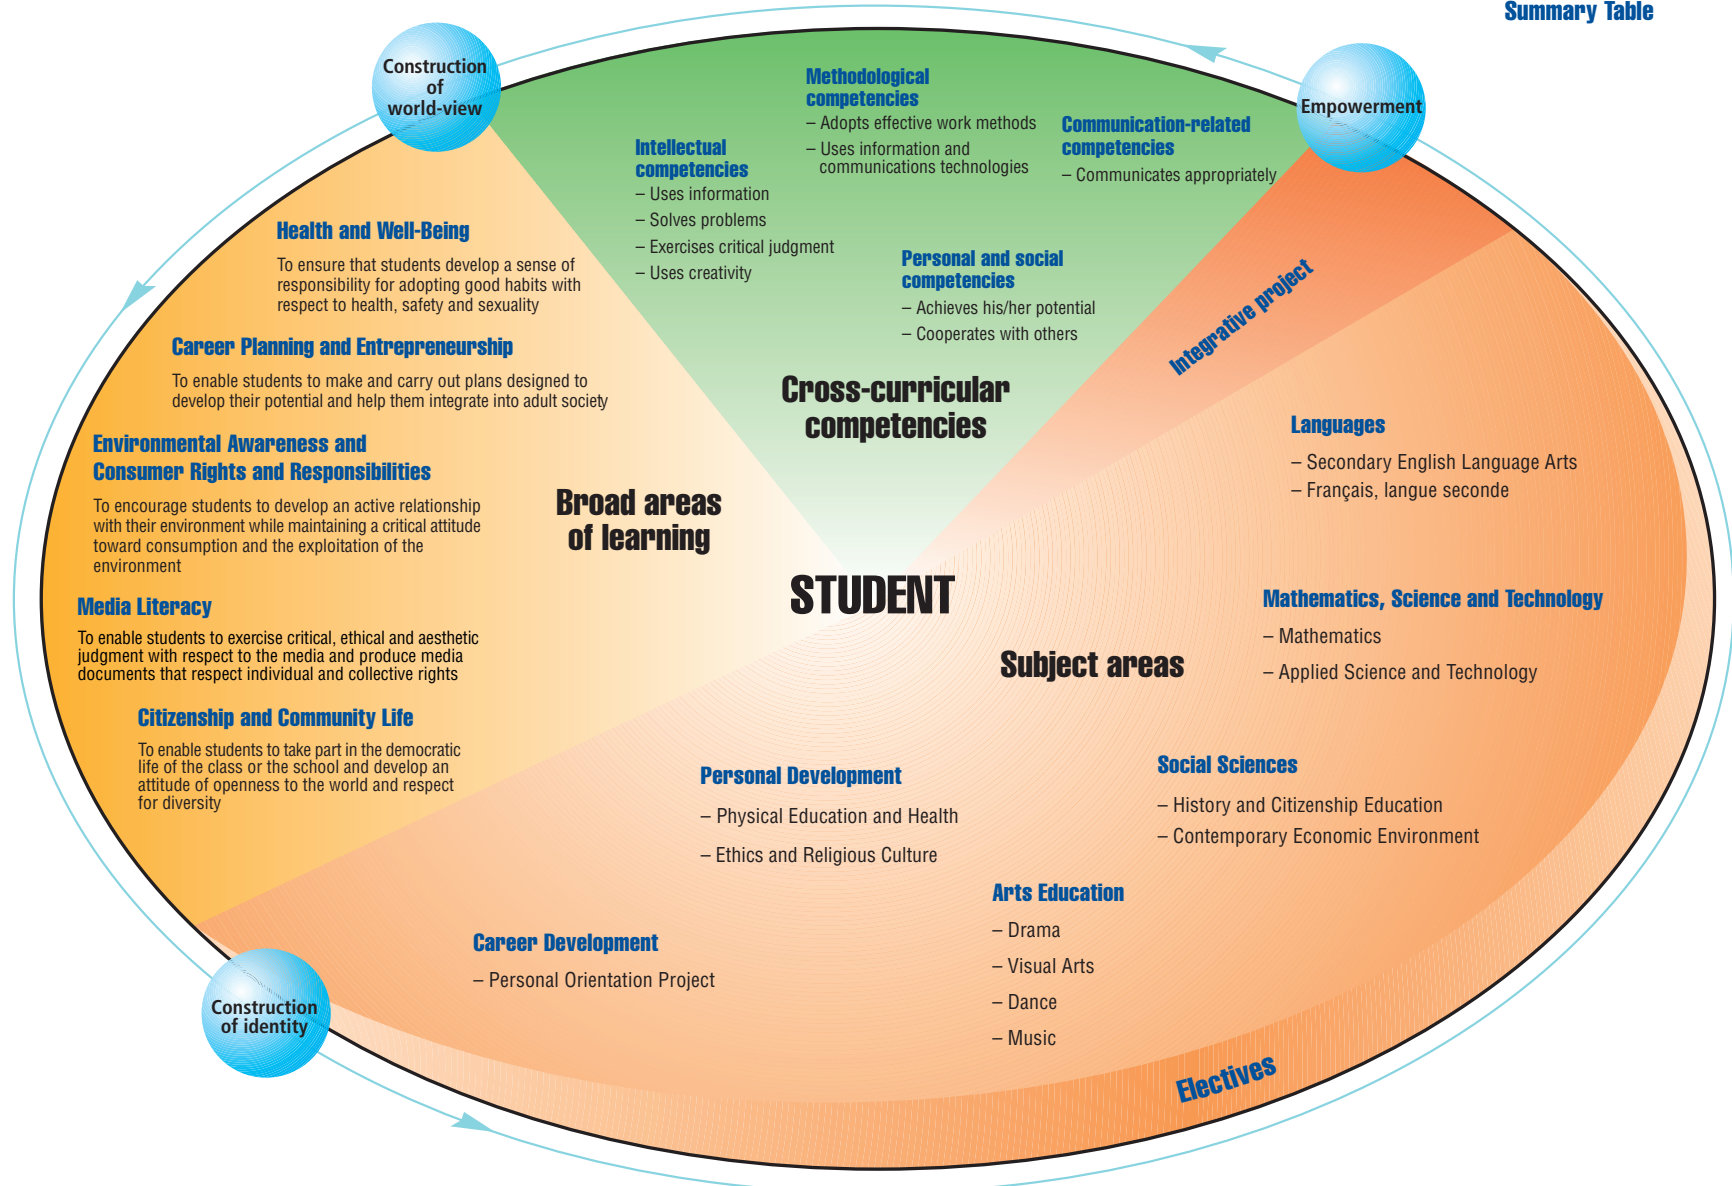 Summary Table
Construction
of
world-view
Empowerment
Methodological
competencies
– Adopts effective work methods
– Uses information and
communications technologies
Communication-related
competencies
– Communicates appropriately
Intellectual
competencies
– Uses information
– Solves problems
– Exercises critical judgment
– Uses creativity
Personal and social
competencies
– Achieves his/her potential
– Cooperates with others
Cross-curricular
competencies
Integrative project
Health and Well-Being
To ensure that students develop a sense of
responsibility for adopting good habits with
respect to health, safety and sexuality
Career Planning and Entrepreneurship
To enable students to make and carry out plans designed to
develop their potential and help them integrate into adult society
Environmental Awareness and
Consumer Rights and Responsibilities
To encourage students to develop an active relationship
with their environment while maintaining a critical attitude
toward consumption and the exploitation of the
environment
Media Literacy
To enable students to exercise critical, ethical and aesthetic
judgment with respect to the media and produce media
documents that respect individual and collective rights
Citizenship and Community Life
To enable students to take part in the democratic
life of the class or the school and develop an
attitude of openness to the world and respect
for diversity
Broad areas
of learning
STUDENT
Subject areas
Languages
– Secondary English Language Arts
– Français, langue seconde
Mathematics, Science and Technology
– Mathematics
– Applied Science and Technology
Social Sciences
– History and Citizenship Education
– Contemporary Economic Environment
Personal Development
– Physical Education and Health
– Ethics and Religious Culture
Arts Education
– Drama
– Visual Arts
– Dance
– Music
Career Development
– Personal Orientation Project
Construction
of identity
Electives